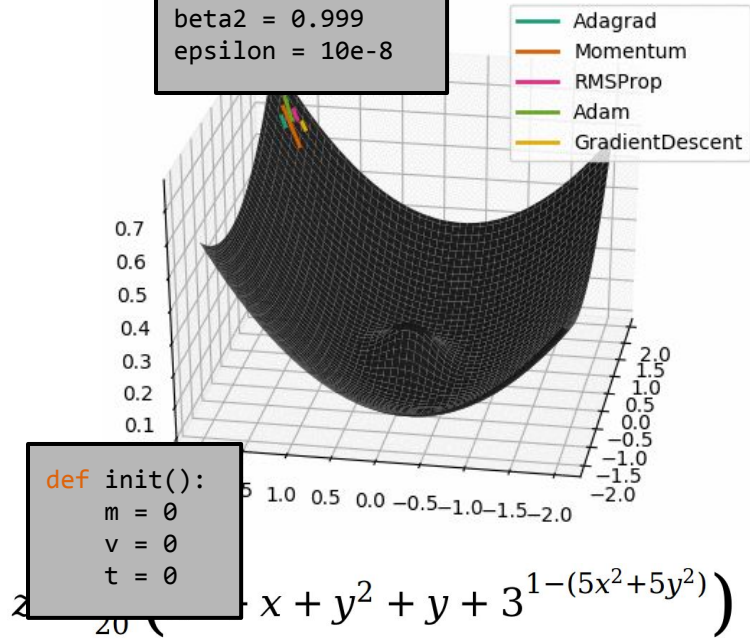 beta2 = 0.999
epsilon = 10e-8
Adagrad
Momentum
RMSProp
Adam
GradientDescent
0.7
0.6
0.5
0.4
0.3
0.2
0.1
2.0
1.5
1.0
0.5
0.0
−0.5
−1.0
−1.5
−2.0
5 1.0 0.5 0.0 −0.5 −1.0 −1.5 −2.0
def init():
m = 0
v = 0
t = 0
z 20 ( - x + y² + y + 3^{1−(5x²+5y²)} )